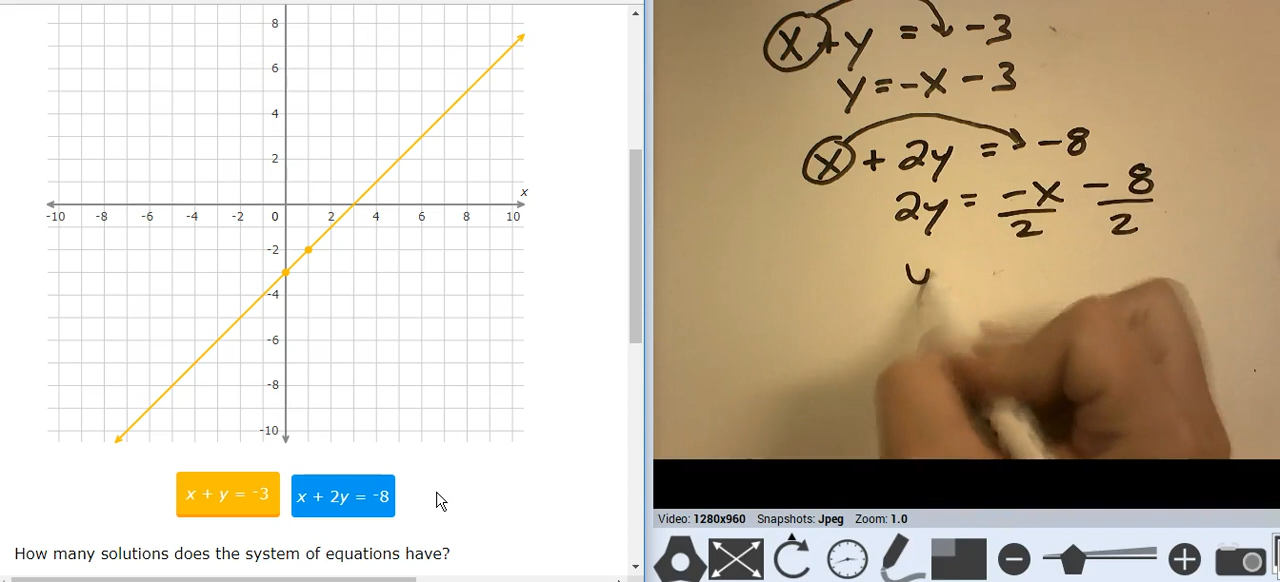 8
6
4
2
x
-10 -8 -6 -4 -2 0 2 4 6 8 10
-2
-4
-6
-8
-10
x + y = -3
x + 2y = -8
How many solutions does the system of equations have?
x + y = -3
y = -x - 3
x + 2y = -8
2y = -x/2 - 8/2
y
Video: 1280x960 Snapshots: Jpeg Zoom: 1.0